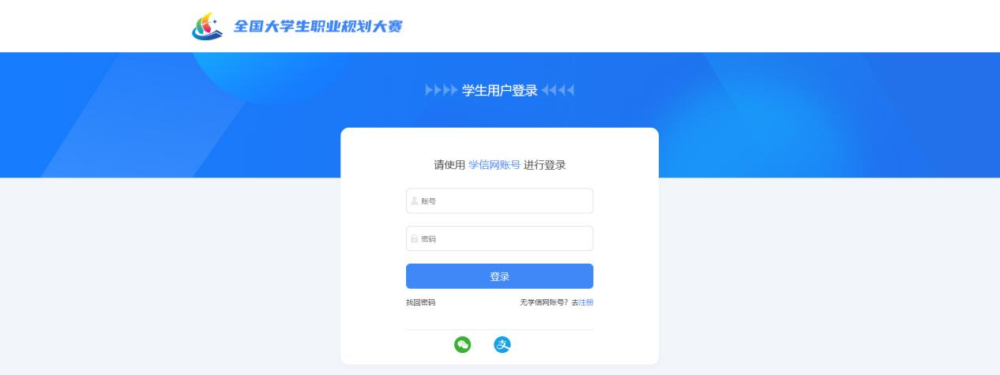 全国大学生职业规划大赛
学生用户登录
请使用 学信网账号 进行登录
账号
密码
登录
找回密码 无学信网账号？去注册
支